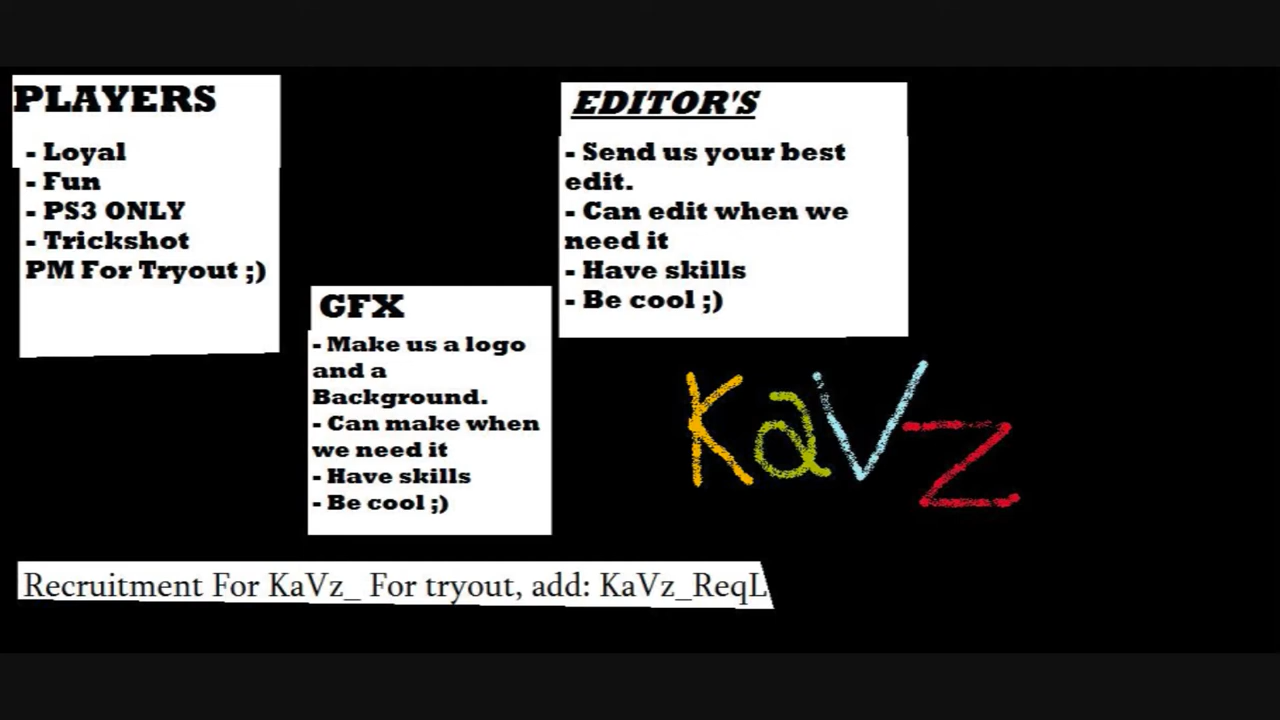 PLAYERS
- Loyal
- Fun
- PS3 ONLY
- Trickshot
PM For Tryout ;)
EDITOR'S
- Send us your best
edit.
- Can edit when we
need it
- Have skills
- Be cool ;)
GFX
- Make us a logo
and a
Background.
- Can make when
we need it
- Have skills
- Be cool ;)
KaVz
Recruitment For KaVz_ For tryout, add: KaVz_ReqL